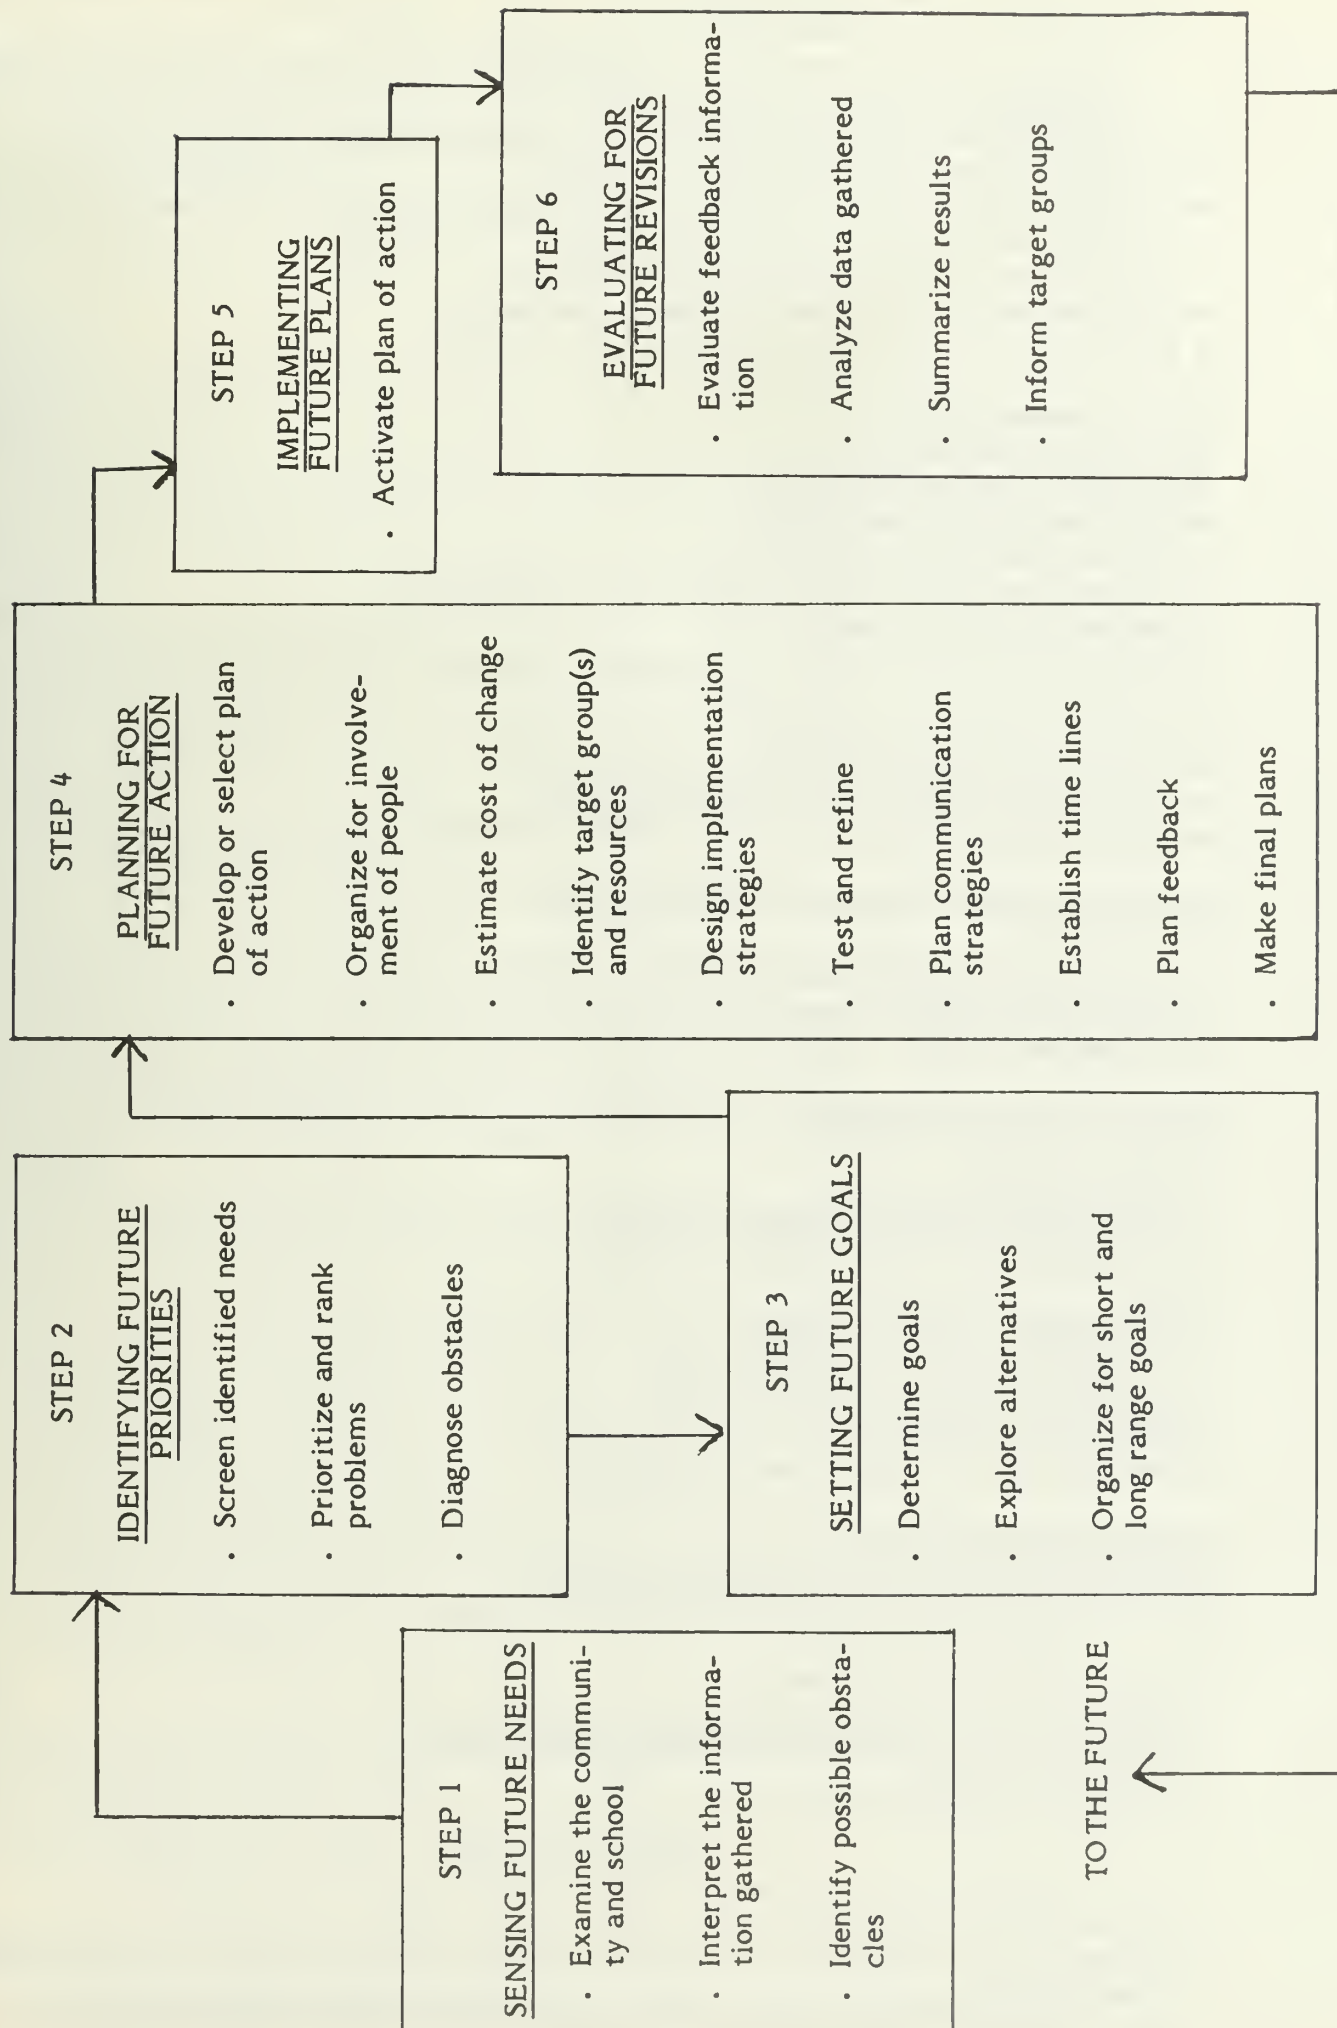 STEP 1
SENSING FUTURE NEEDS
· Examine the communi-
ty and school
· Interpret the informa-
tion gathered
· Identify possible obsta-
cles
TO THE FUTURE
STEP 2
IDENTIFYING FUTURE
PRIORITIES
· Screen identified needs
· Prioritize and rank
problems
· Diagnose obstacles
STEP 3
SETTING FUTURE GOALS
· Determine goals
· Explore alternatives
· Organize for short and
long range goals
STEP 4
PLANNING FOR
FUTURE ACTION
· Develop or select plan
of action
· Organize for involve-
ment of people
· Estimate cost of change
· Identify target group(s)
and resources
· Design implementation
strategies
· Test and refine
· Plan communication
strategies
· Establish time lines
· Plan feedback
· Make final plans
STEP 5
IMPLEMENTING
FUTURE PLANS
· Activate plan of action
STEP 6
EVALUATING FOR
FUTURE REVISIONS
· Evaluate feedback informa-
tion
· Analyze data gathered
· Summarize results
· Inform target groups